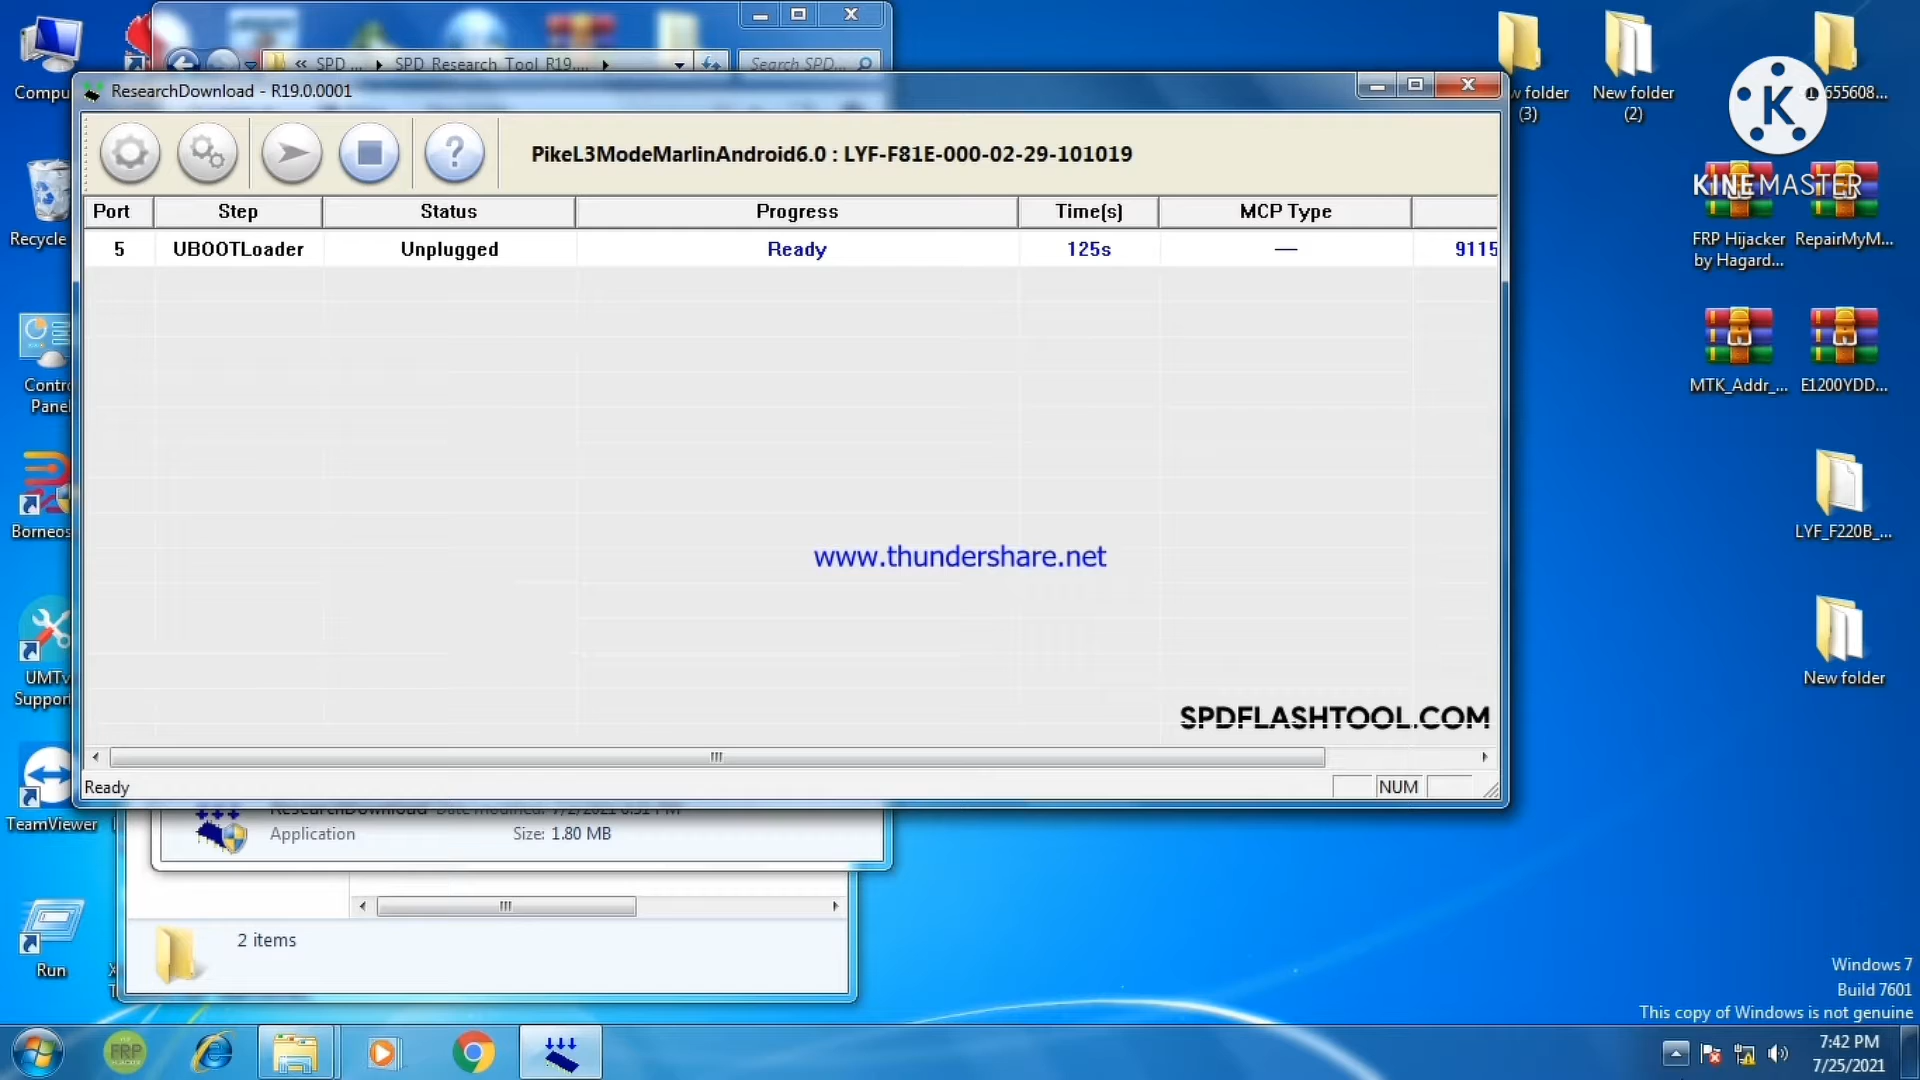 « SPD ... ▸ SPD Research Tool R19.... ▸
Search SPD...
Compu
ResearchDownload - R19.0.0001
PikeL3ModeMarlinAndroid6.0 : LYF-F81E-000-02-29-101019
Port Step Status Progress Time(s) MCP Type
5 UBOOTLoader Unplugged Ready 125s — 9115
www.thundershare.net
SPDFLASHTOOL.COM
Ready
NUM
Application
Size: 1.80 MB
2 items
Recycle
Contr
Panel
Borneos
UMTv
Support
TeamViewer
Run
w folder
(3)
New folder
(2)
655608...
K
KINEMASTER
FRP Hijacker
by Hagard...
RepairMyM...
MTK_Addr_...
E1200YDD...
LYF_F220B_...
New folder
Windows 7
Build 7601
This copy of Windows is not genuine
FRP
7:42 PM
7/25/2021